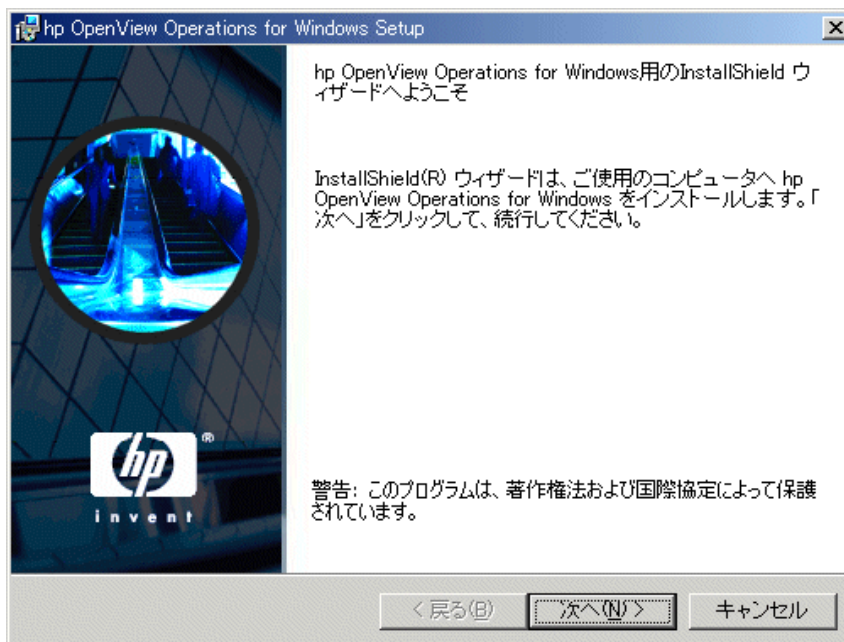 hp OpenView Operations for Windows Setup
hp OpenView Operations for Windows用のInstallShield ウ
ィザードへようこそ
InstallShield(R) ウィザードは、ご使用のコンピュータへ hp
OpenView Operations for Windows をインストールします。「
次へ」をクリックして、続行してください。
hp®
invent
警告: このプログラムは、著作権法および国際協定によって保護
されています。
< 戻る(B)
次へ(N) >
キャンセル